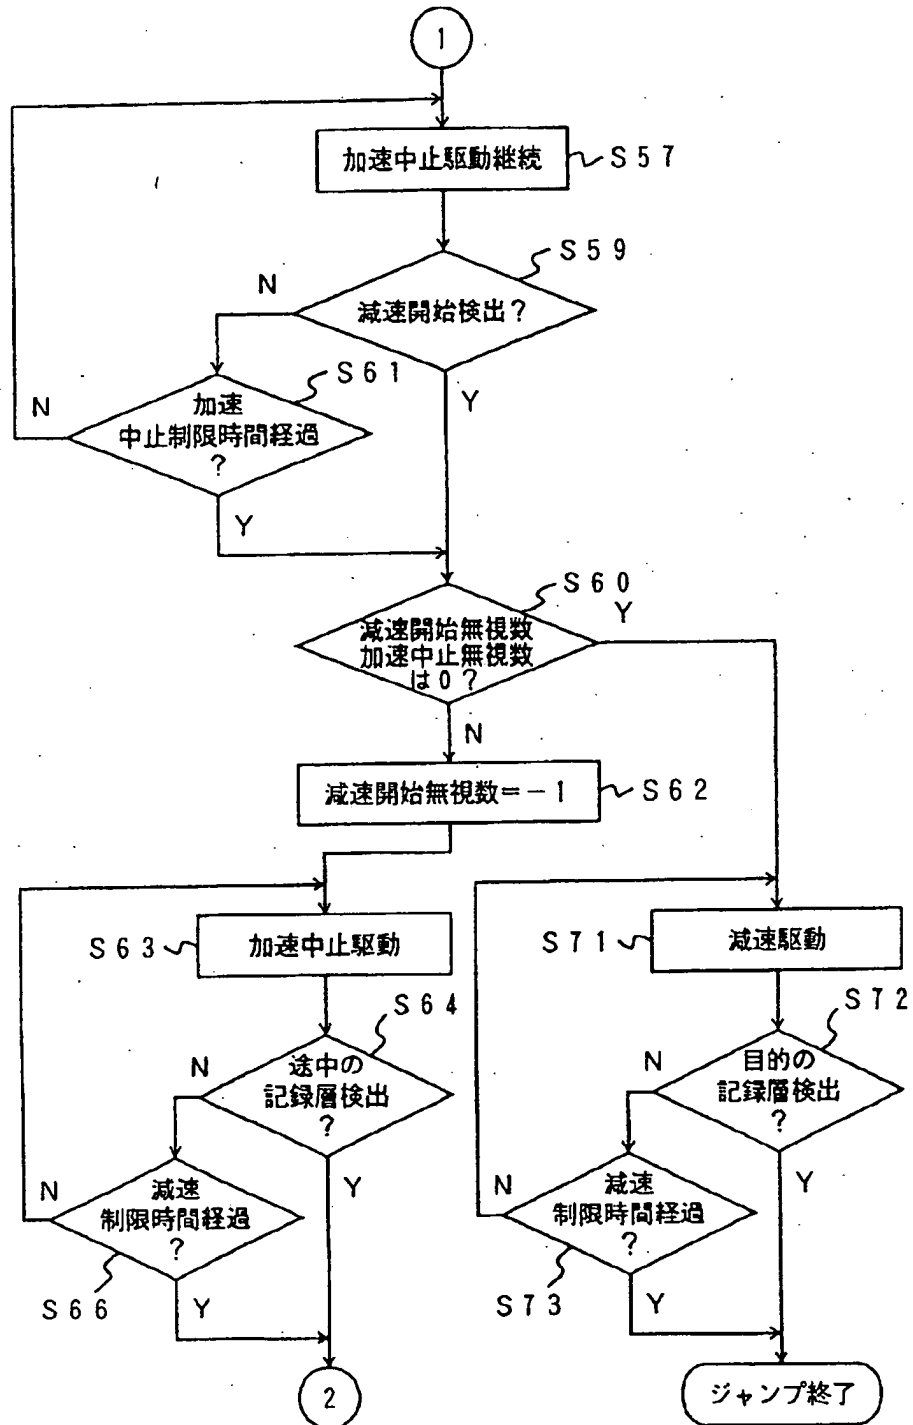 1
加速中止駆動継続
S57
S59
N
減速開始検出?
S61
Y
N
加速
中止制限時間経過
?
Y
S60
Y
減速開始無視数
加速中止無視数
は0?
N
減速開始無視数=-1
S62
S63
加速中止駆動
S71
減速駆動
S64
S72
N
途中の
記録層検出
?
N
目的の
記録層検出
?
Y
Y
N
減速
制限時間経過
?
N
減速
制限時間経過
?
S66
Y
S73
Y
2
ジャンプ終了